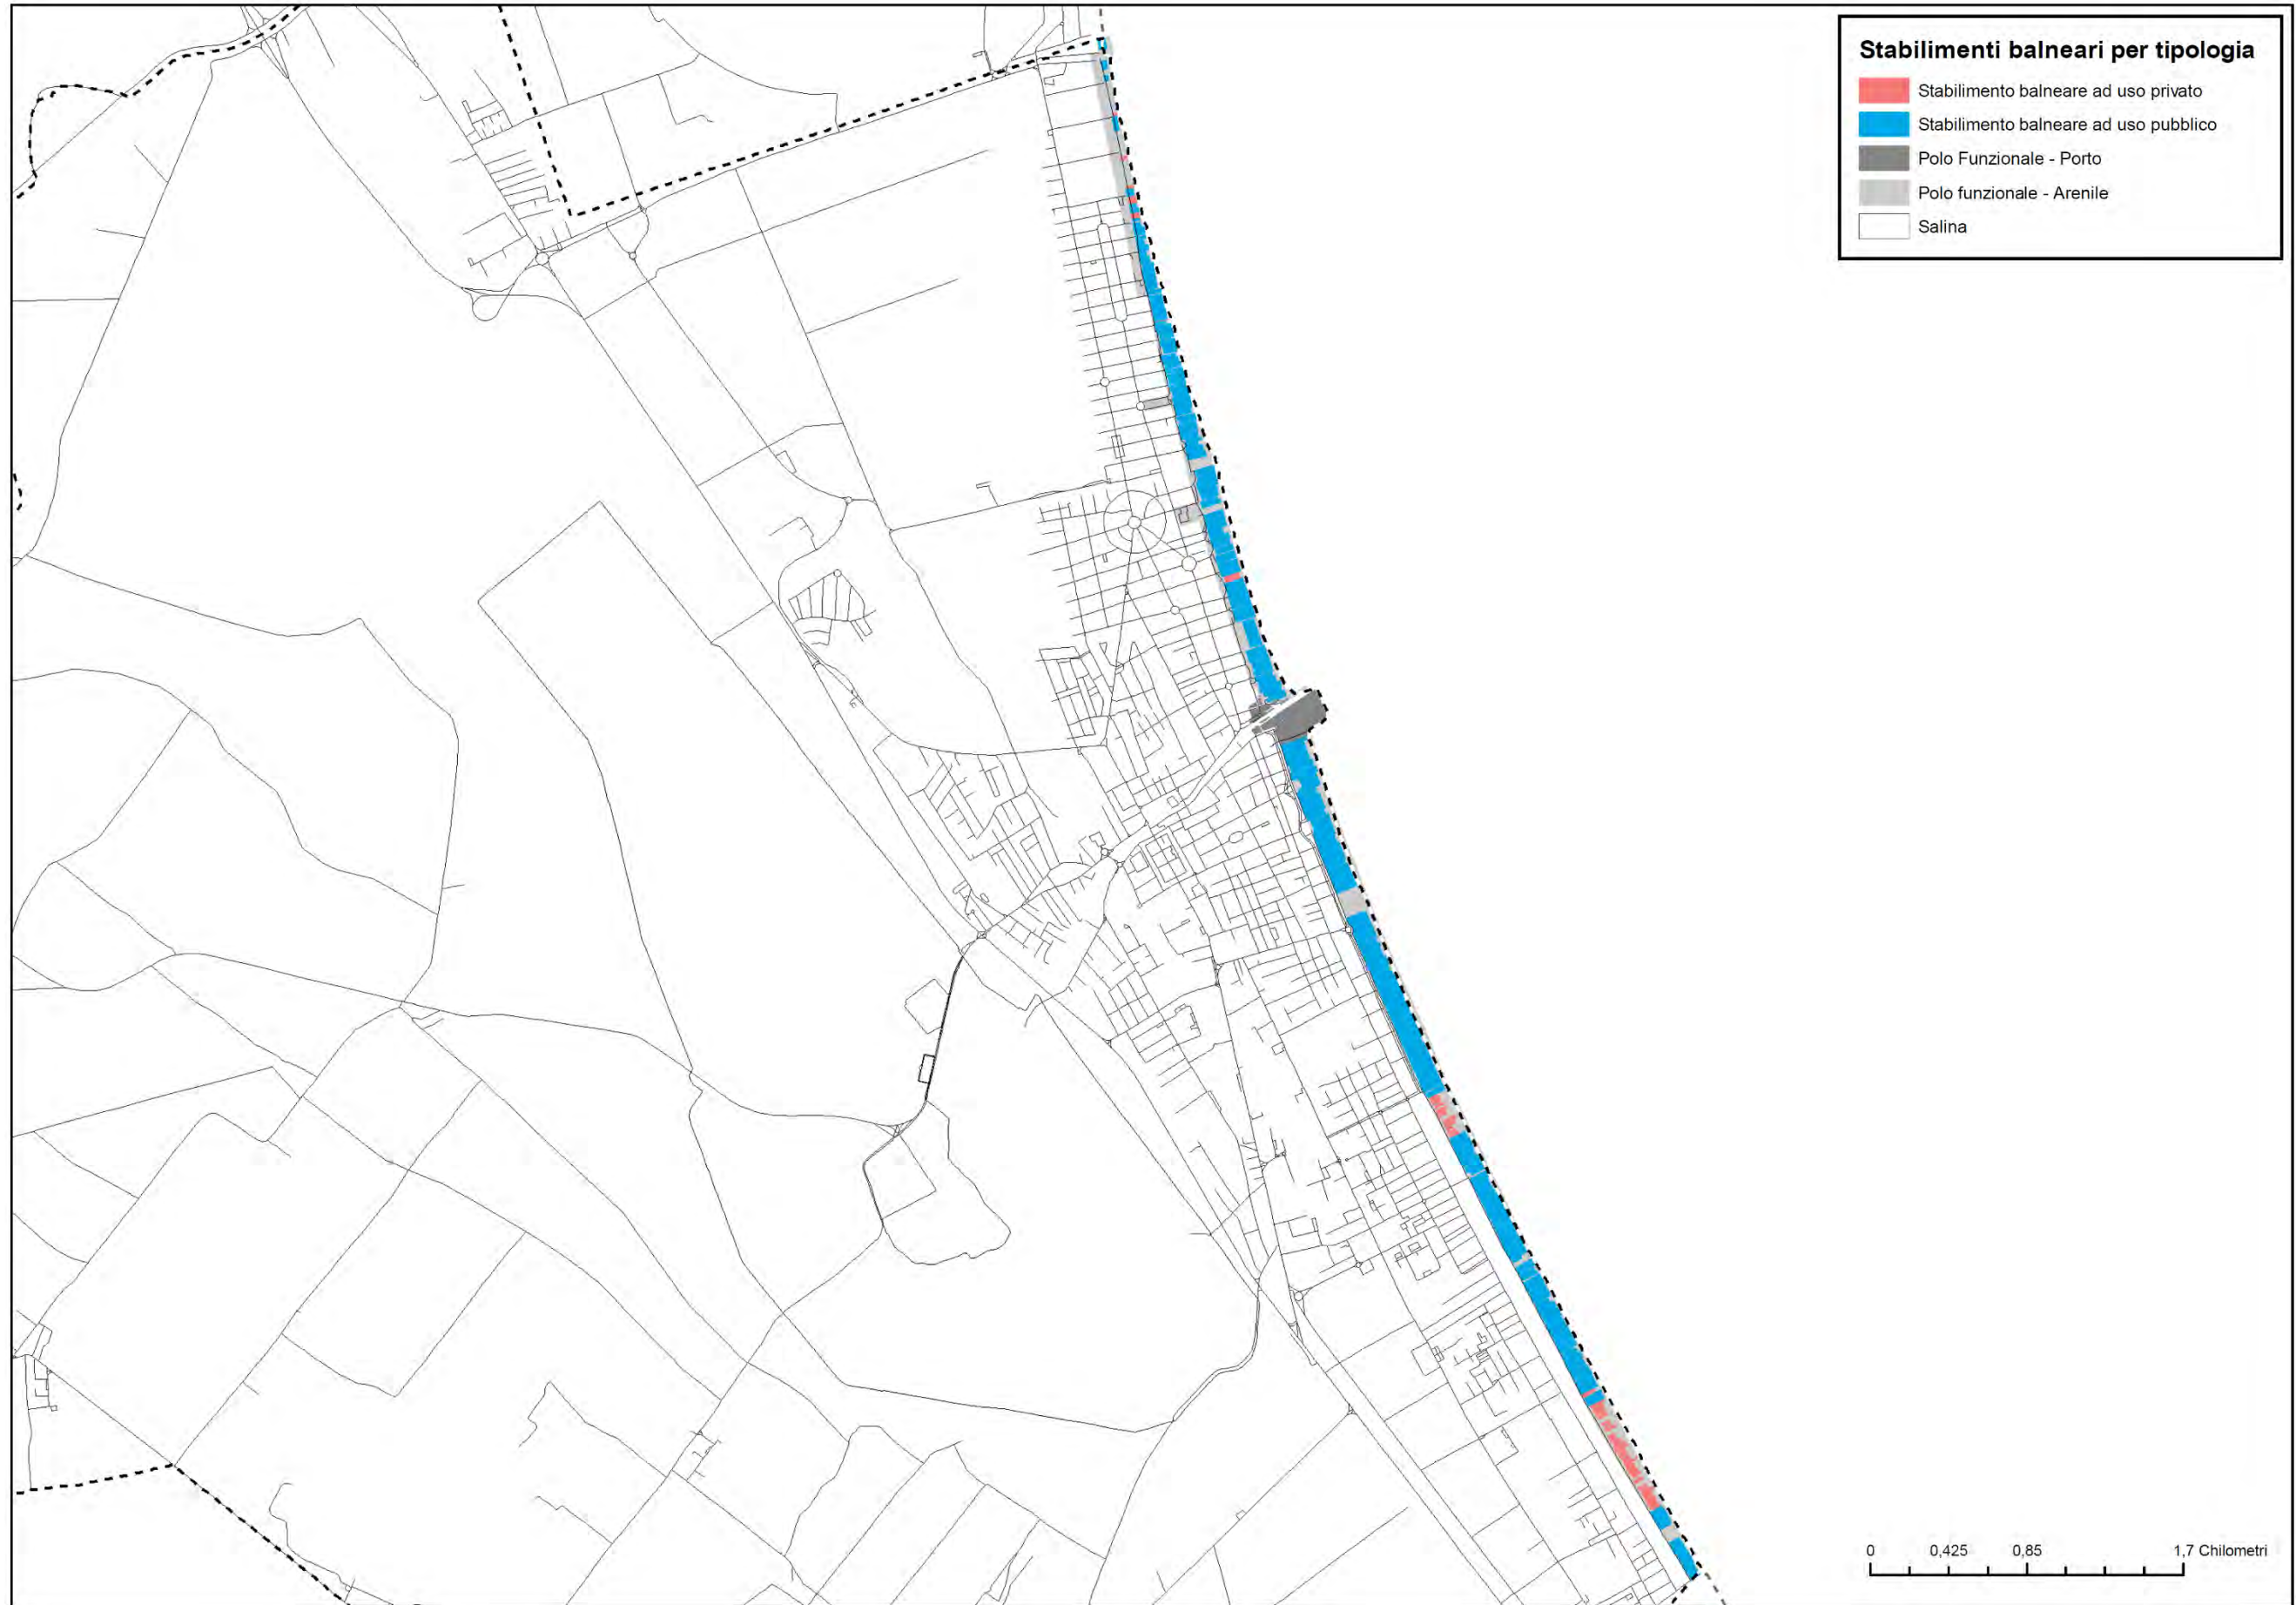 Stabilimenti balneari per tipologia
Stabilimento balneare ad uso privato
Stabilimento balneare ad uso pubblico
Polo Funzionale - Porto
Polo funzionale - Arenile
Salina
0 0,425 0,85 1,7 Chilometri